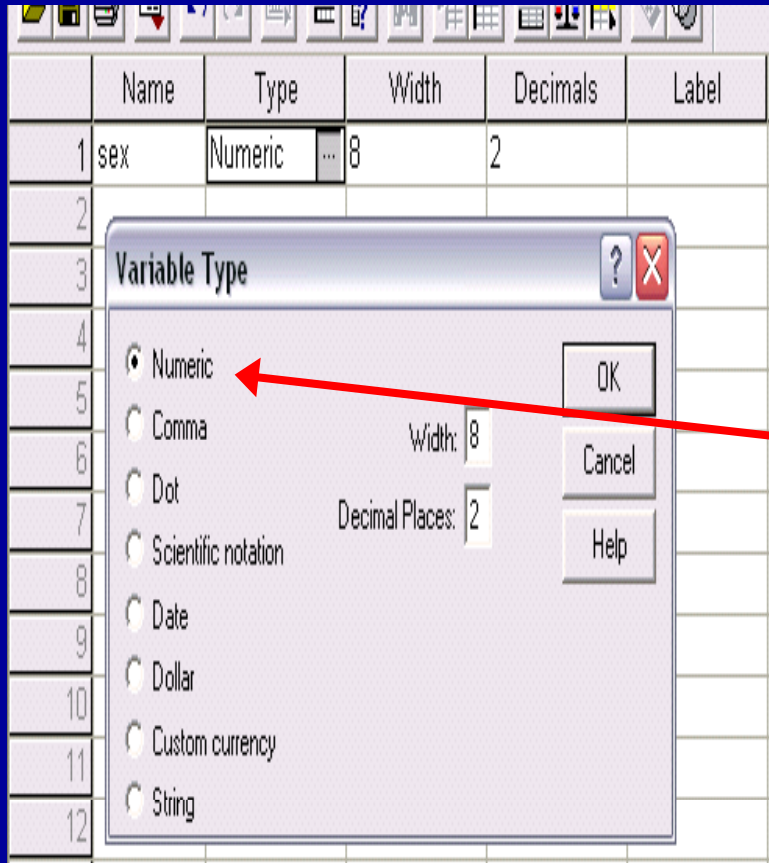 Name Type Width Decimals Label
1 sex Numeric ... 8 2
2
3
Variable Type ?
4
Numeric OK
5
Comma Width: 8
6
Cancel
Dot
7
Decimal Places: 2
Scientific notation Help
8
Date
9
Dollar
10
Custom currency
11
String
12